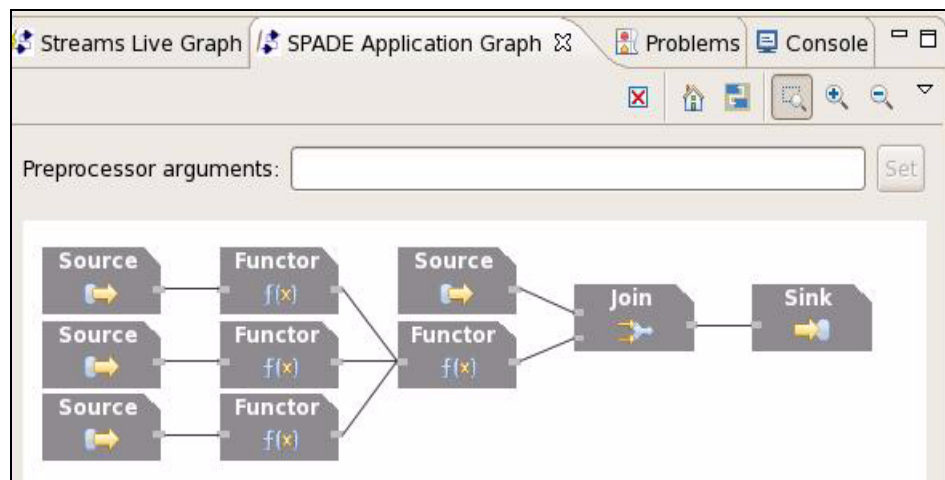 Streams Live Graph SPADE Application Graph Problems Console
Preprocessor arguments: Set
Source Functor Source
f(x)
Join Sink
Source Functor Functor
f(x) f(x)
Source Functor
f(x)